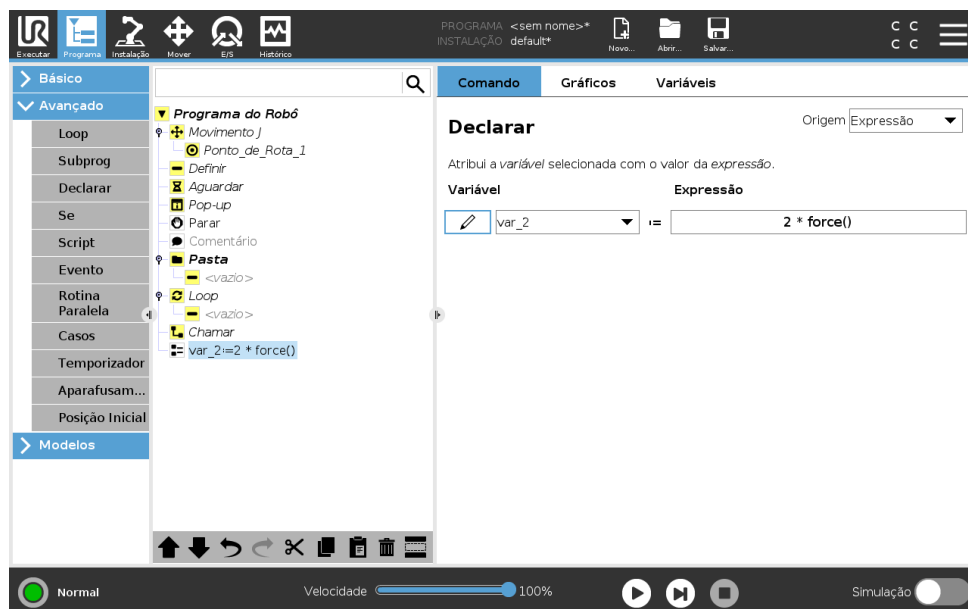 UR
Executar
Programa
Instalação
Mover
E/S
Histórico
PROGRAMA <sem nome>*
INSTALAÇÃO default*
Novo...
Abrir...
Salvar...
C C
C C
Básico
Avançado
Loop
Subprog
Declarar
Se
Script
Evento
Rotina
Paralela
Casos
Temporizador
Aparafusam...
Posição Inicial
Modelos
Programa do Robô
Movimento J
Ponto_de_Rota_1
Definir
Aguardar
Pop-up
Parar
Comentário
Pasta
<vazio>
Loop
<vazio>
Chamar
var_2:=2 * force()
Comando Gráficos Variáveis
Declarar
Origem Expressão
Atribui a variável selecionada com o valor da expressão.
Variável Expressão
var_2 := 2 * force()
Normal
Velocidade 100%
Simulação